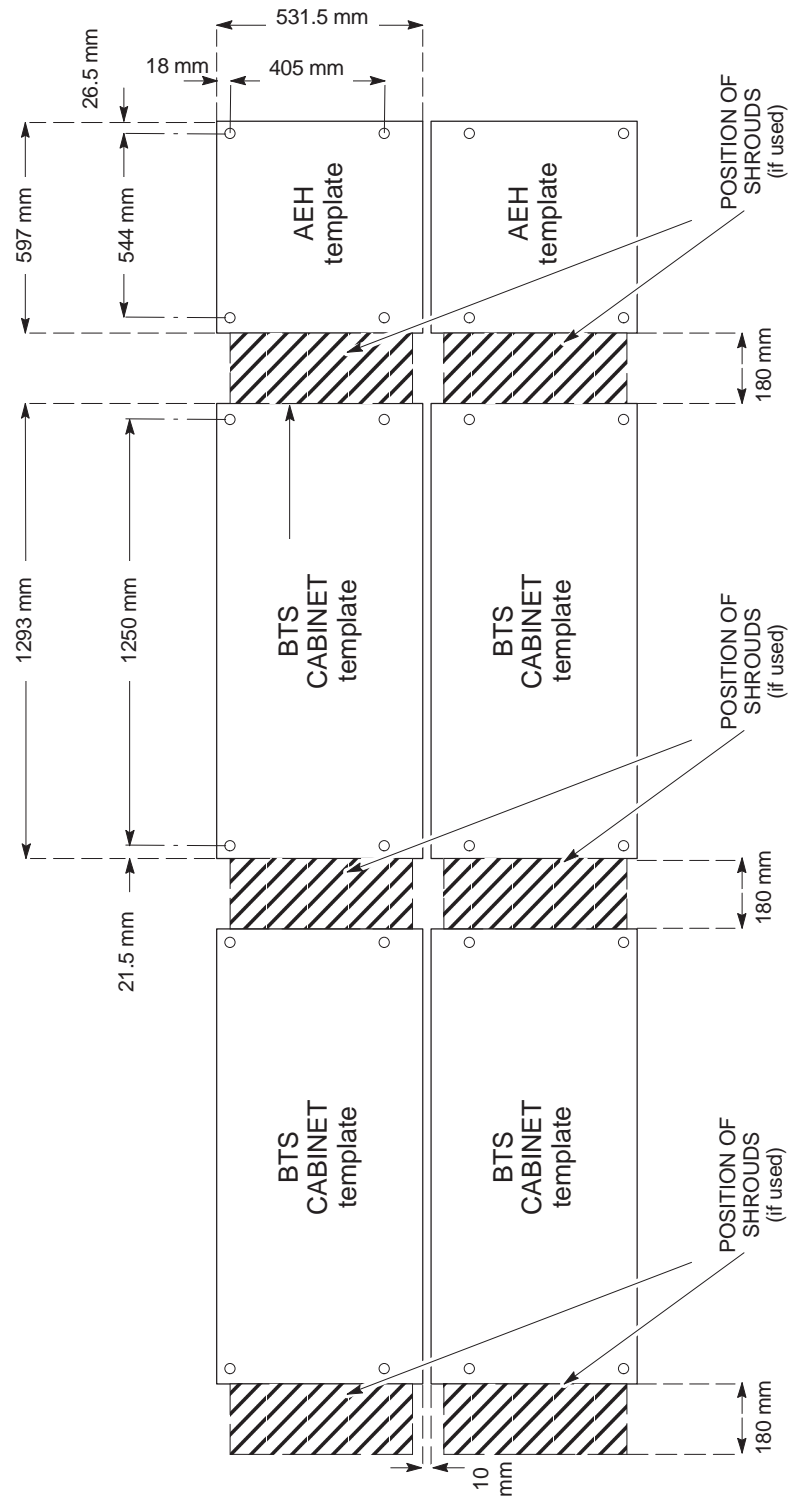 531.5 mm
18 mm
405 mm
26.5 mm
597 mm
544 mm
AEH
template
AEH
template
POSITION OF
SHROUDS
(if used)
180 mm
1293 mm
1250 mm
21.5 mm
BTS
CABINET
template
BTS
CABINET
template
POSITION OF
SHROUDS
(if used)
180 mm
BTS
CABINET
template
BTS
CABINET
template
POSITION OF
SHROUDS
(if used)
180 mm
10
mm